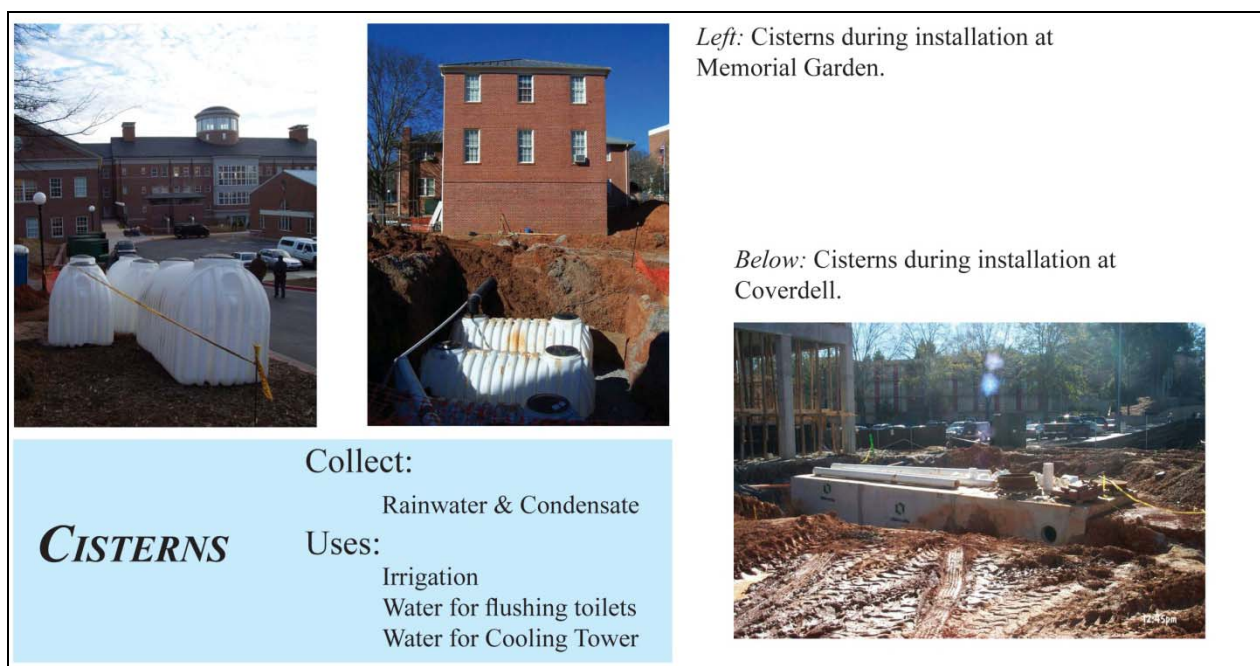 Left: Cisterns during installation at
Memorial Garden.
Below: Cisterns during installation at
Coverdell.
CISTERNS
Collect:
Rainwater & Condensate
Uses:
Irrigation
Water for flushing toilets
Water for Cooling Tower
12:45pm